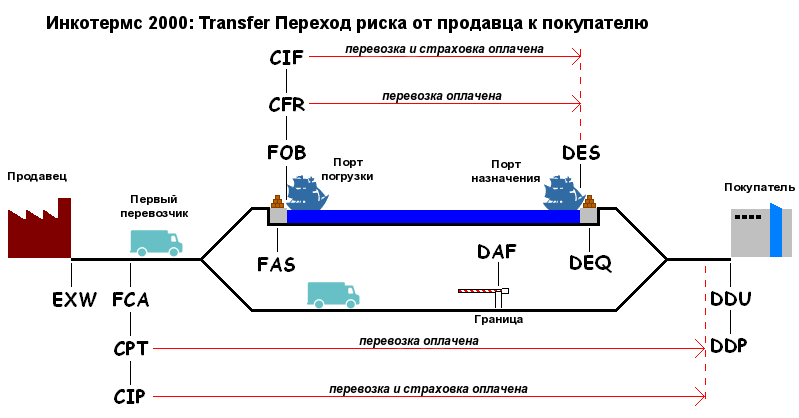 Инкотермс 2000: Transfer Переход риска от продавца к покупателю
CIF
перевозка и страховка оплачена
CFR
перевозка оплачена
FOB
DES
Порт
погрузки
Порт
назначения
Продавец
Первый
перевозчик
Покупатель
FAS
DAF
DEQ
EXW
FCA
Граница
DDU
CPT
перевозка оплачена
DDP
CIP
перевозка и страховка оплачена